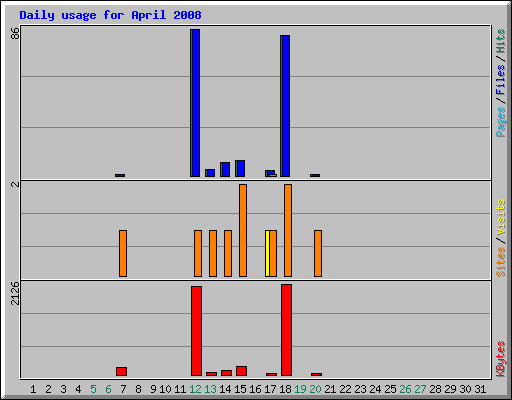 Daily usage for April 2008
86
2
2126
Pages / Files / Hits
Sites / Visits
KBytes
1 2 3 4 5 6 7 8 9 10 11 12 13 14 15 16 17 18 19 20 21 22 23 24 25 26 27 28 29 30 31